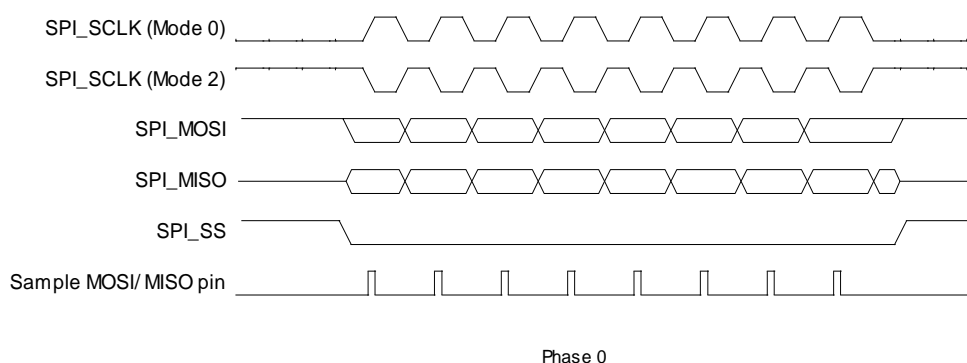 SPI_SCLK (Mode 0)
SPI_SCLK (Mode 2)
SPI_MOSI
SPI_MISO
SPI_SS
Sample MOSI/MISO pin
Phase 0